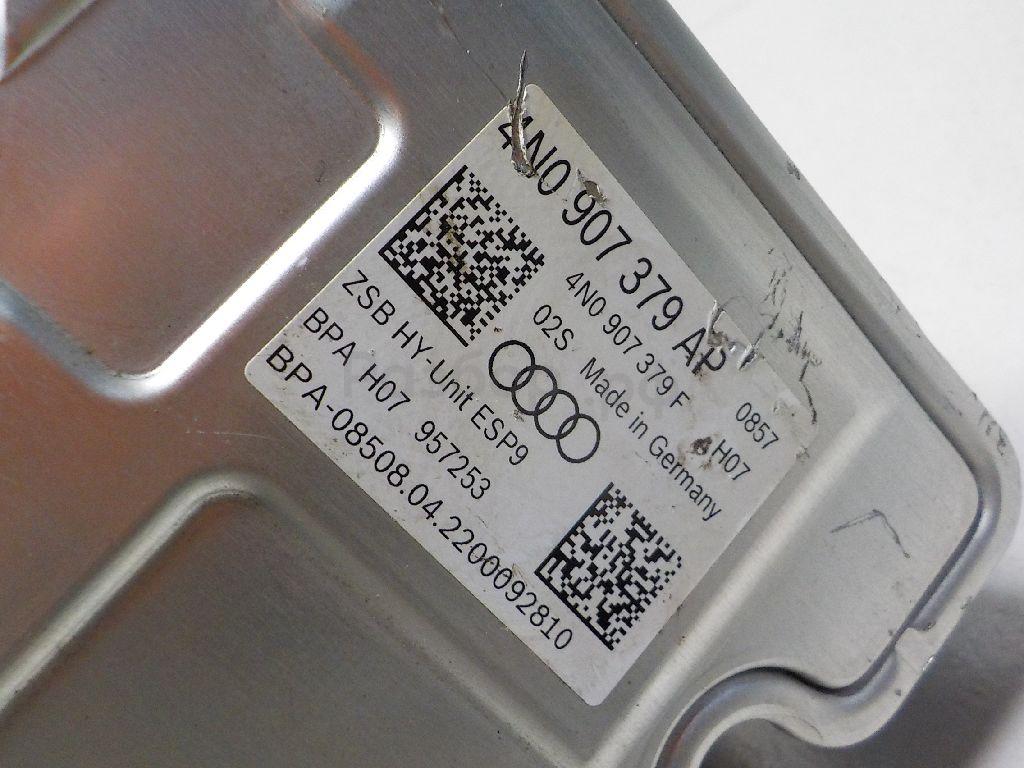 4N0 907 379 AP
4N0 907 379 F 0857
02S Made in Germany H07
ZSB HY-Unit ESP9
BPA H07 957253
BPA-08508.04.2200092810